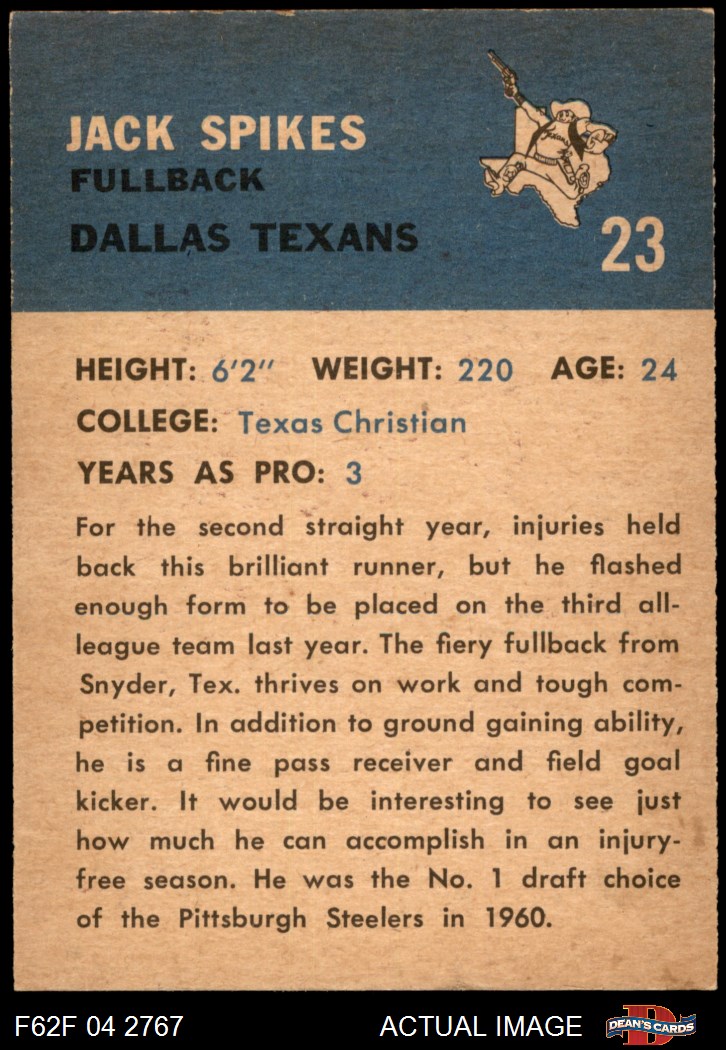 JACK SPIKES
FULLBACK
DALLAS TEXANS
23
HEIGHT: 6'2" WEIGHT: 220 AGE: 24
COLLEGE: Texas Christian
YEARS AS PRO: 3
For the second straight year, injuries held
back this brilliant runner, but he flashed
enough form to be placed on the third all-
league team last year. The fiery fullback from
Snyder, Tex. thrives on work and tough com-
petition. In addition to ground gaining ability,
he is a fine pass receiver and field goal
kicker. It would be interesting to see just
how much he can accomplish in an injury-
free season. He was the No. 1 draft choice
of the Pittsburgh Steelers in 1960.
F62F 04 2767 ACTUAL IMAGE D DEAN'S CARDS